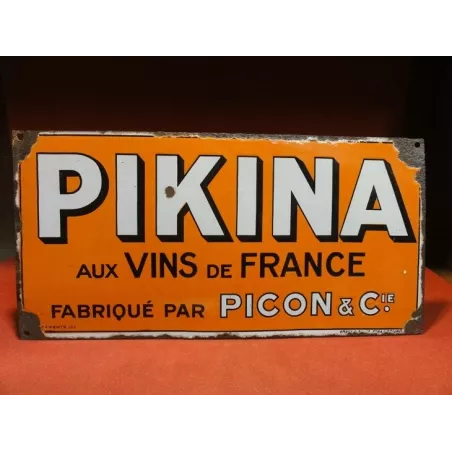 PIKINA
AUX VINS DE FRANCE
FABRIQUÉ PAR PICON & CIE.